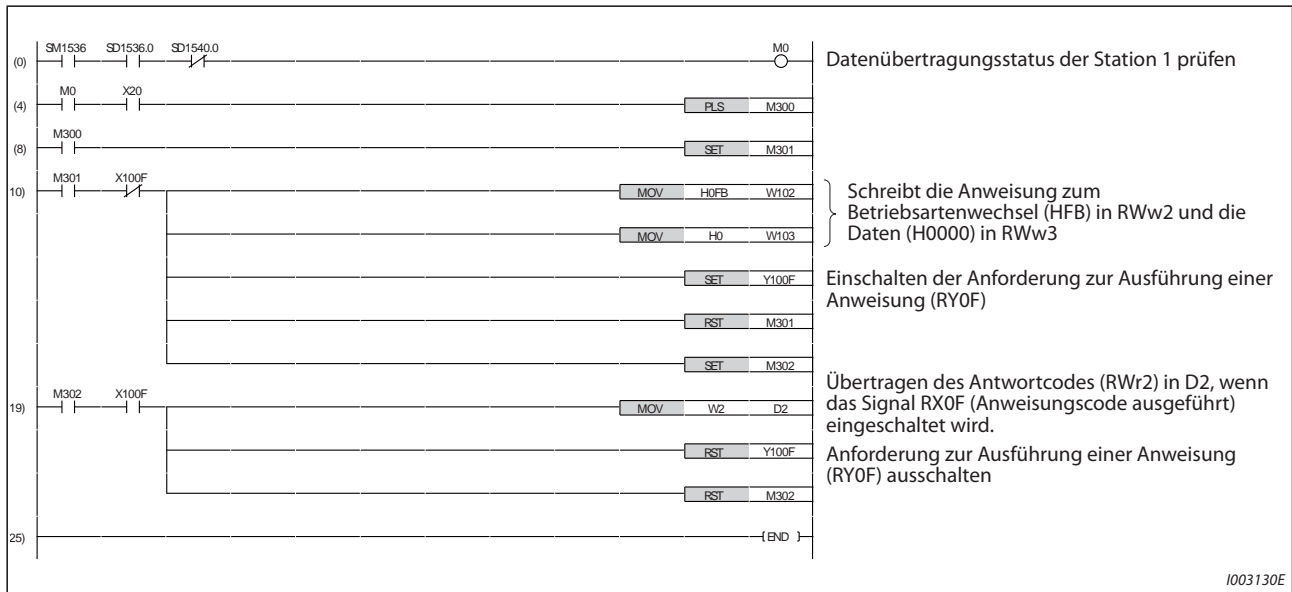 SM1536 SD1536.0 SD1540.0 M0
(0) Datenübertragungsstatus der Station 1 prüfen
M0 X20
(4) PLS M300
M300
(8) SET M301
M301 X100F
10) MOV H0FB W102
Schreibt die Anweisung zum
Betriebsartenwechsel (HFB) in RWw2 und die
Daten (H0000) in RWw3
MOV H0 W103
SET Y100F
Einschalten der Anforderung zur Ausführung einer
Anweisung (RY0F)
RST M301
SET M302
M302 X100F
19) MOV W2 D2
Übertragen des Antwortcodes (RWr2) in D2, wenn
das Signal RX0F (Anweisungscode ausgeführt)
eingeschaltet wird.
RST Y100F
Anforderung zur Ausführung einer Anweisung
(RY0F) ausschalten
RST M302
25) END
I003130E